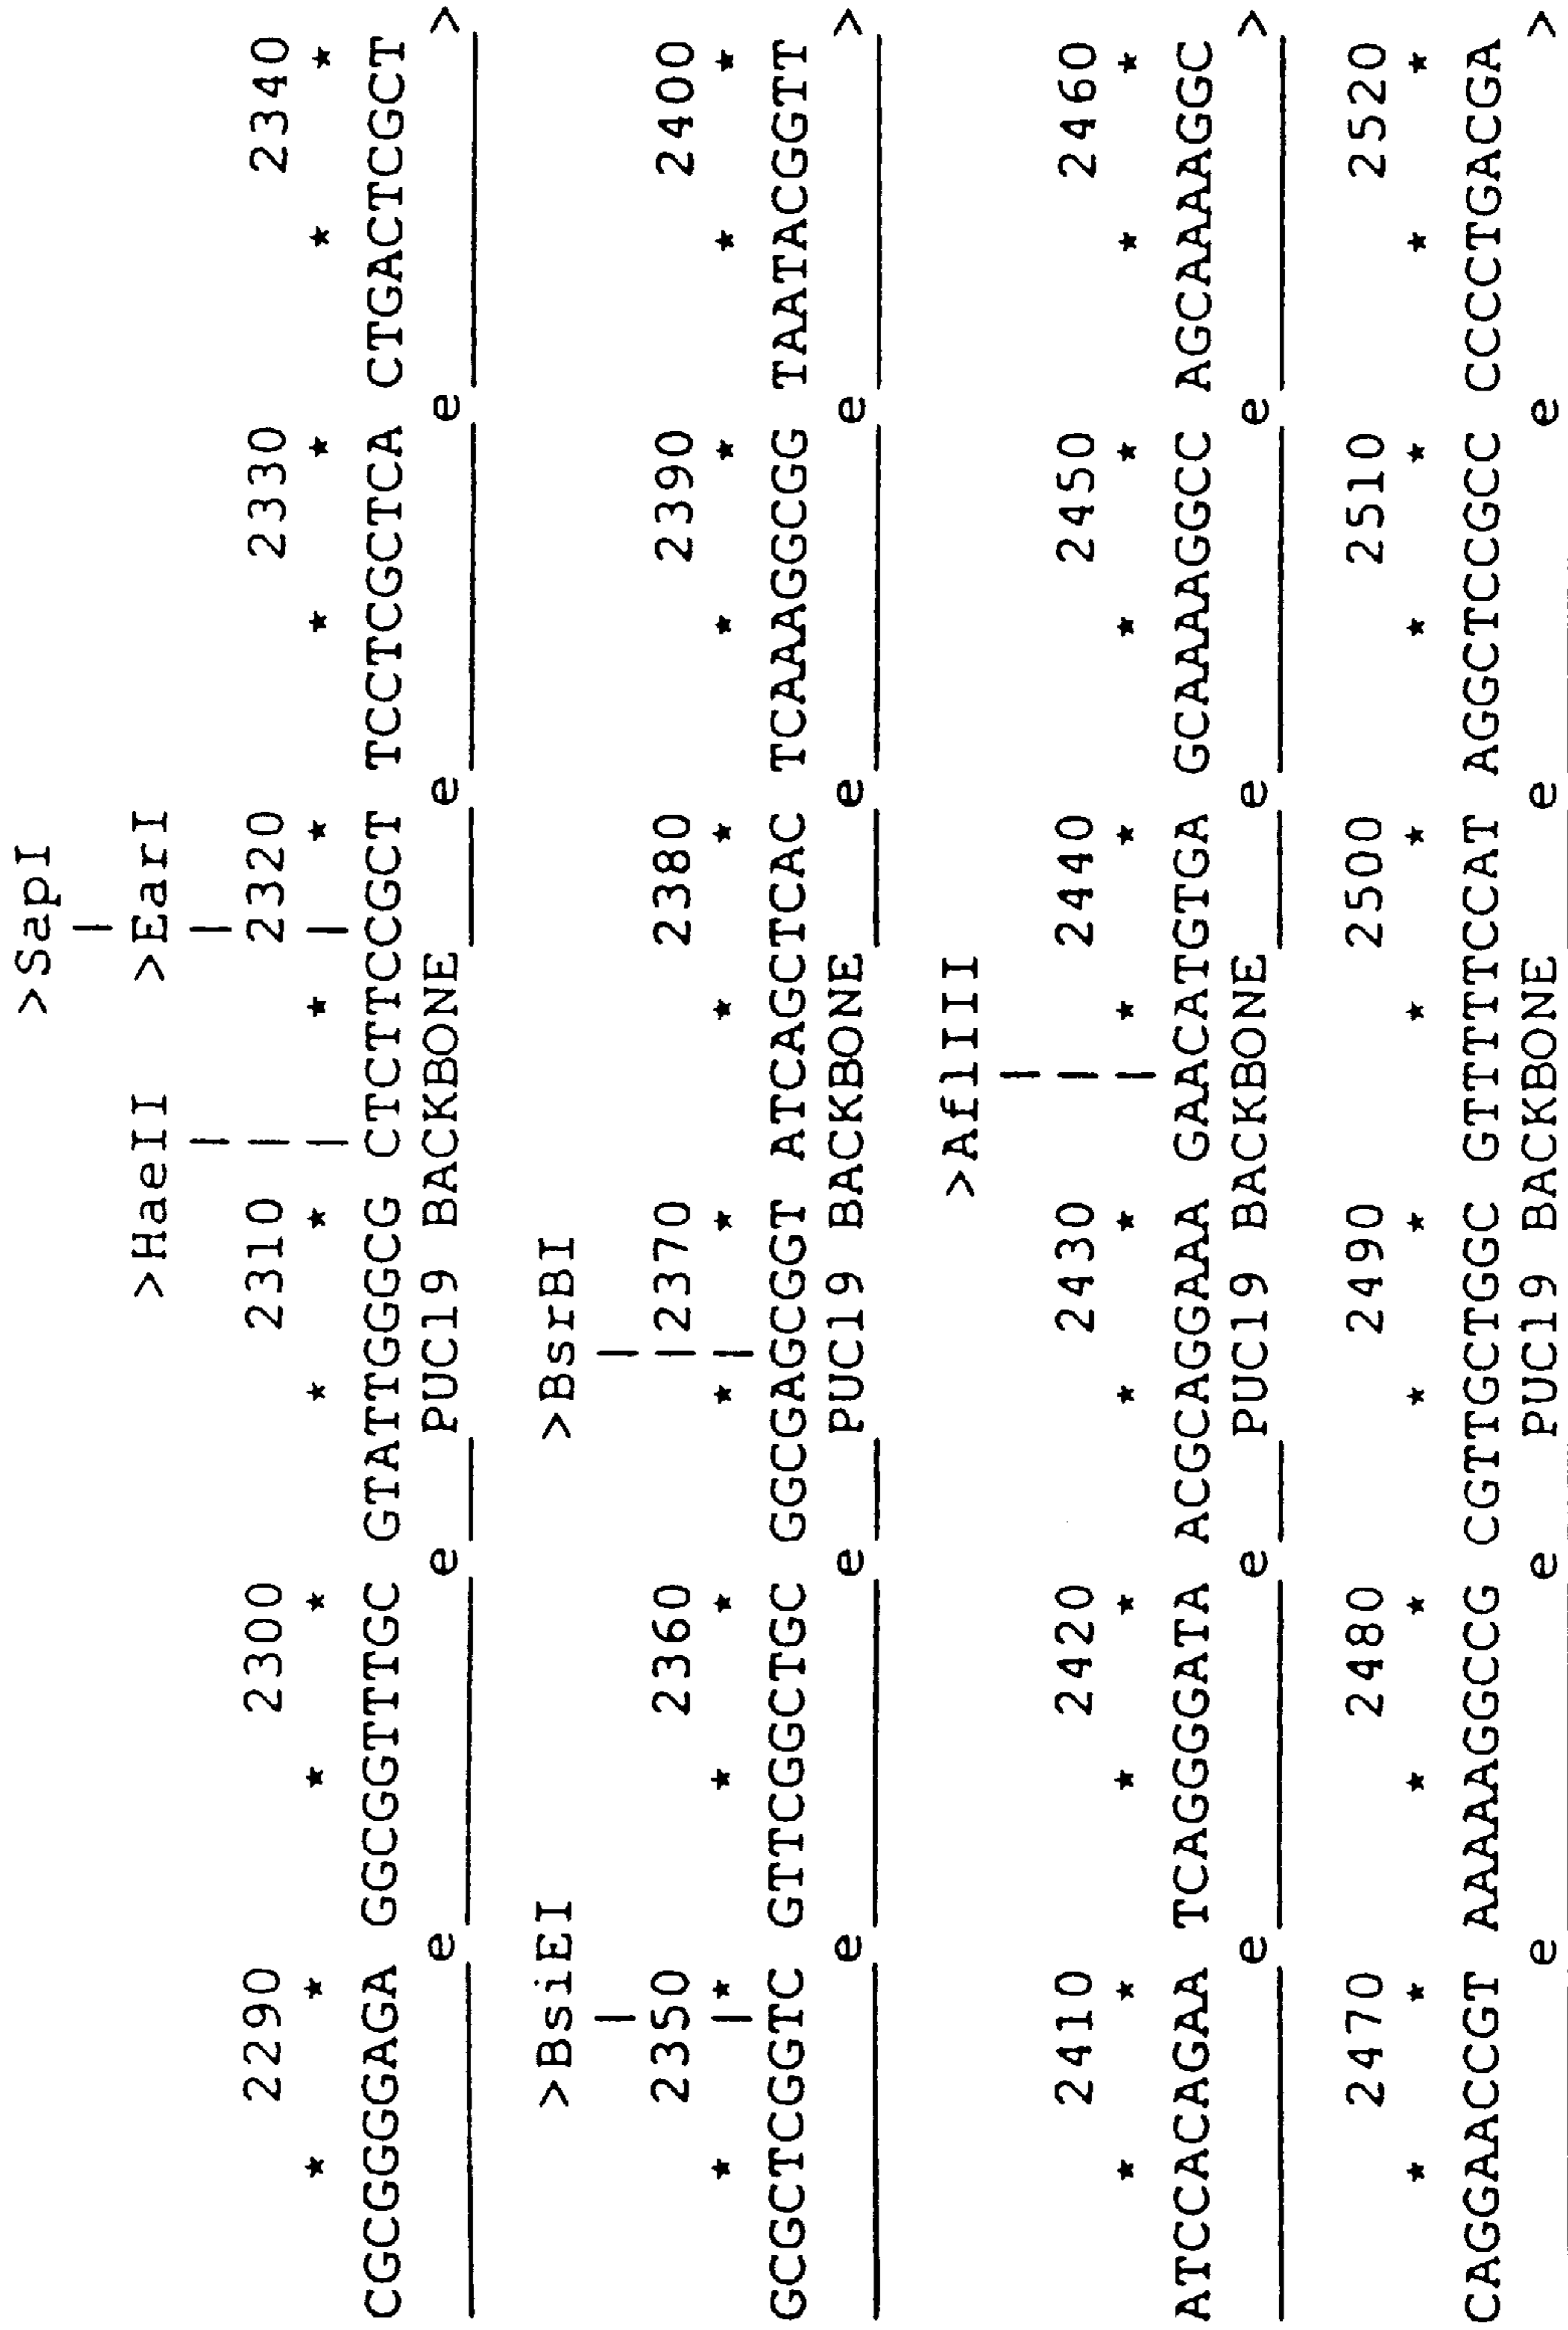 >SapI
>HaeII >EarI
2290 2300 2310 2320 2330 2340
* * * * * * * * * * * *
CGCGGGGAGA GGCGGTTTGC GTATTGGGCG CTCTTCCGCT TCCTCGCTCA CTGACTCGCT
e e PUC19 BACKBONE e e >
>BsiEI >BsrBI
2350 2360 2370 2380 2390 2400
* * * * * * * * * * * *
GCGCTCGGTC GTTCGGCTGC GGCGAGCGGT ATCAGCTCAC TCAAAGGCGG TAATACGGTT
e e PUC19 BACKBONE e e >
>AflIII
2410 2420 2430 2440 2450 2460
* * * * * * * * * * * *
ATCCACAGAA TCAGGGGATA ACGCAGGAAA GAACATGTGA GCAAAAGGCC AGCAAAAGGC
e e PUC19 BACKBONE e e >
2470 2480 2490 2500 2510 2520
* * * * * * * * * * * *
CAGGAACCGT AAAAAGGCCG CGTTGCTGGC GTTTTTCCAT AGGCTCCGCC CCCCTGACGA
e e PUC19 BACKBONE e e >